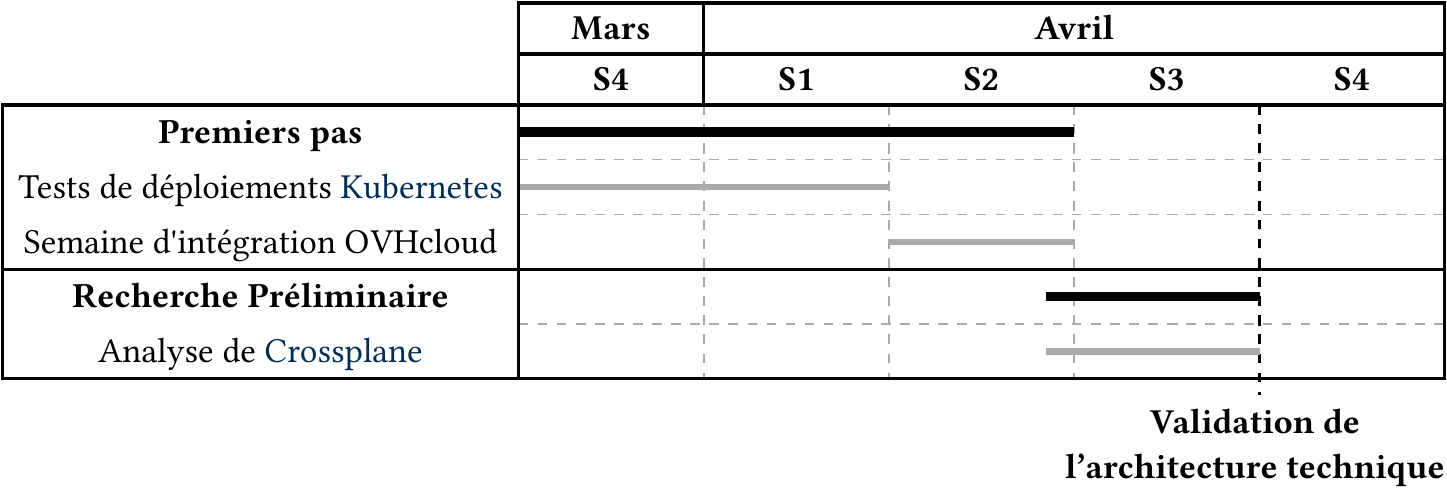 Mars Avril
S4 S1 S2 S3 S4
Premiers pas
Tests de déploiements Kubernetes
Semaine d'intégration OVHcloud
Recherche Préliminaire
Analyse de Crossplane
Validation de
l’architecture technique